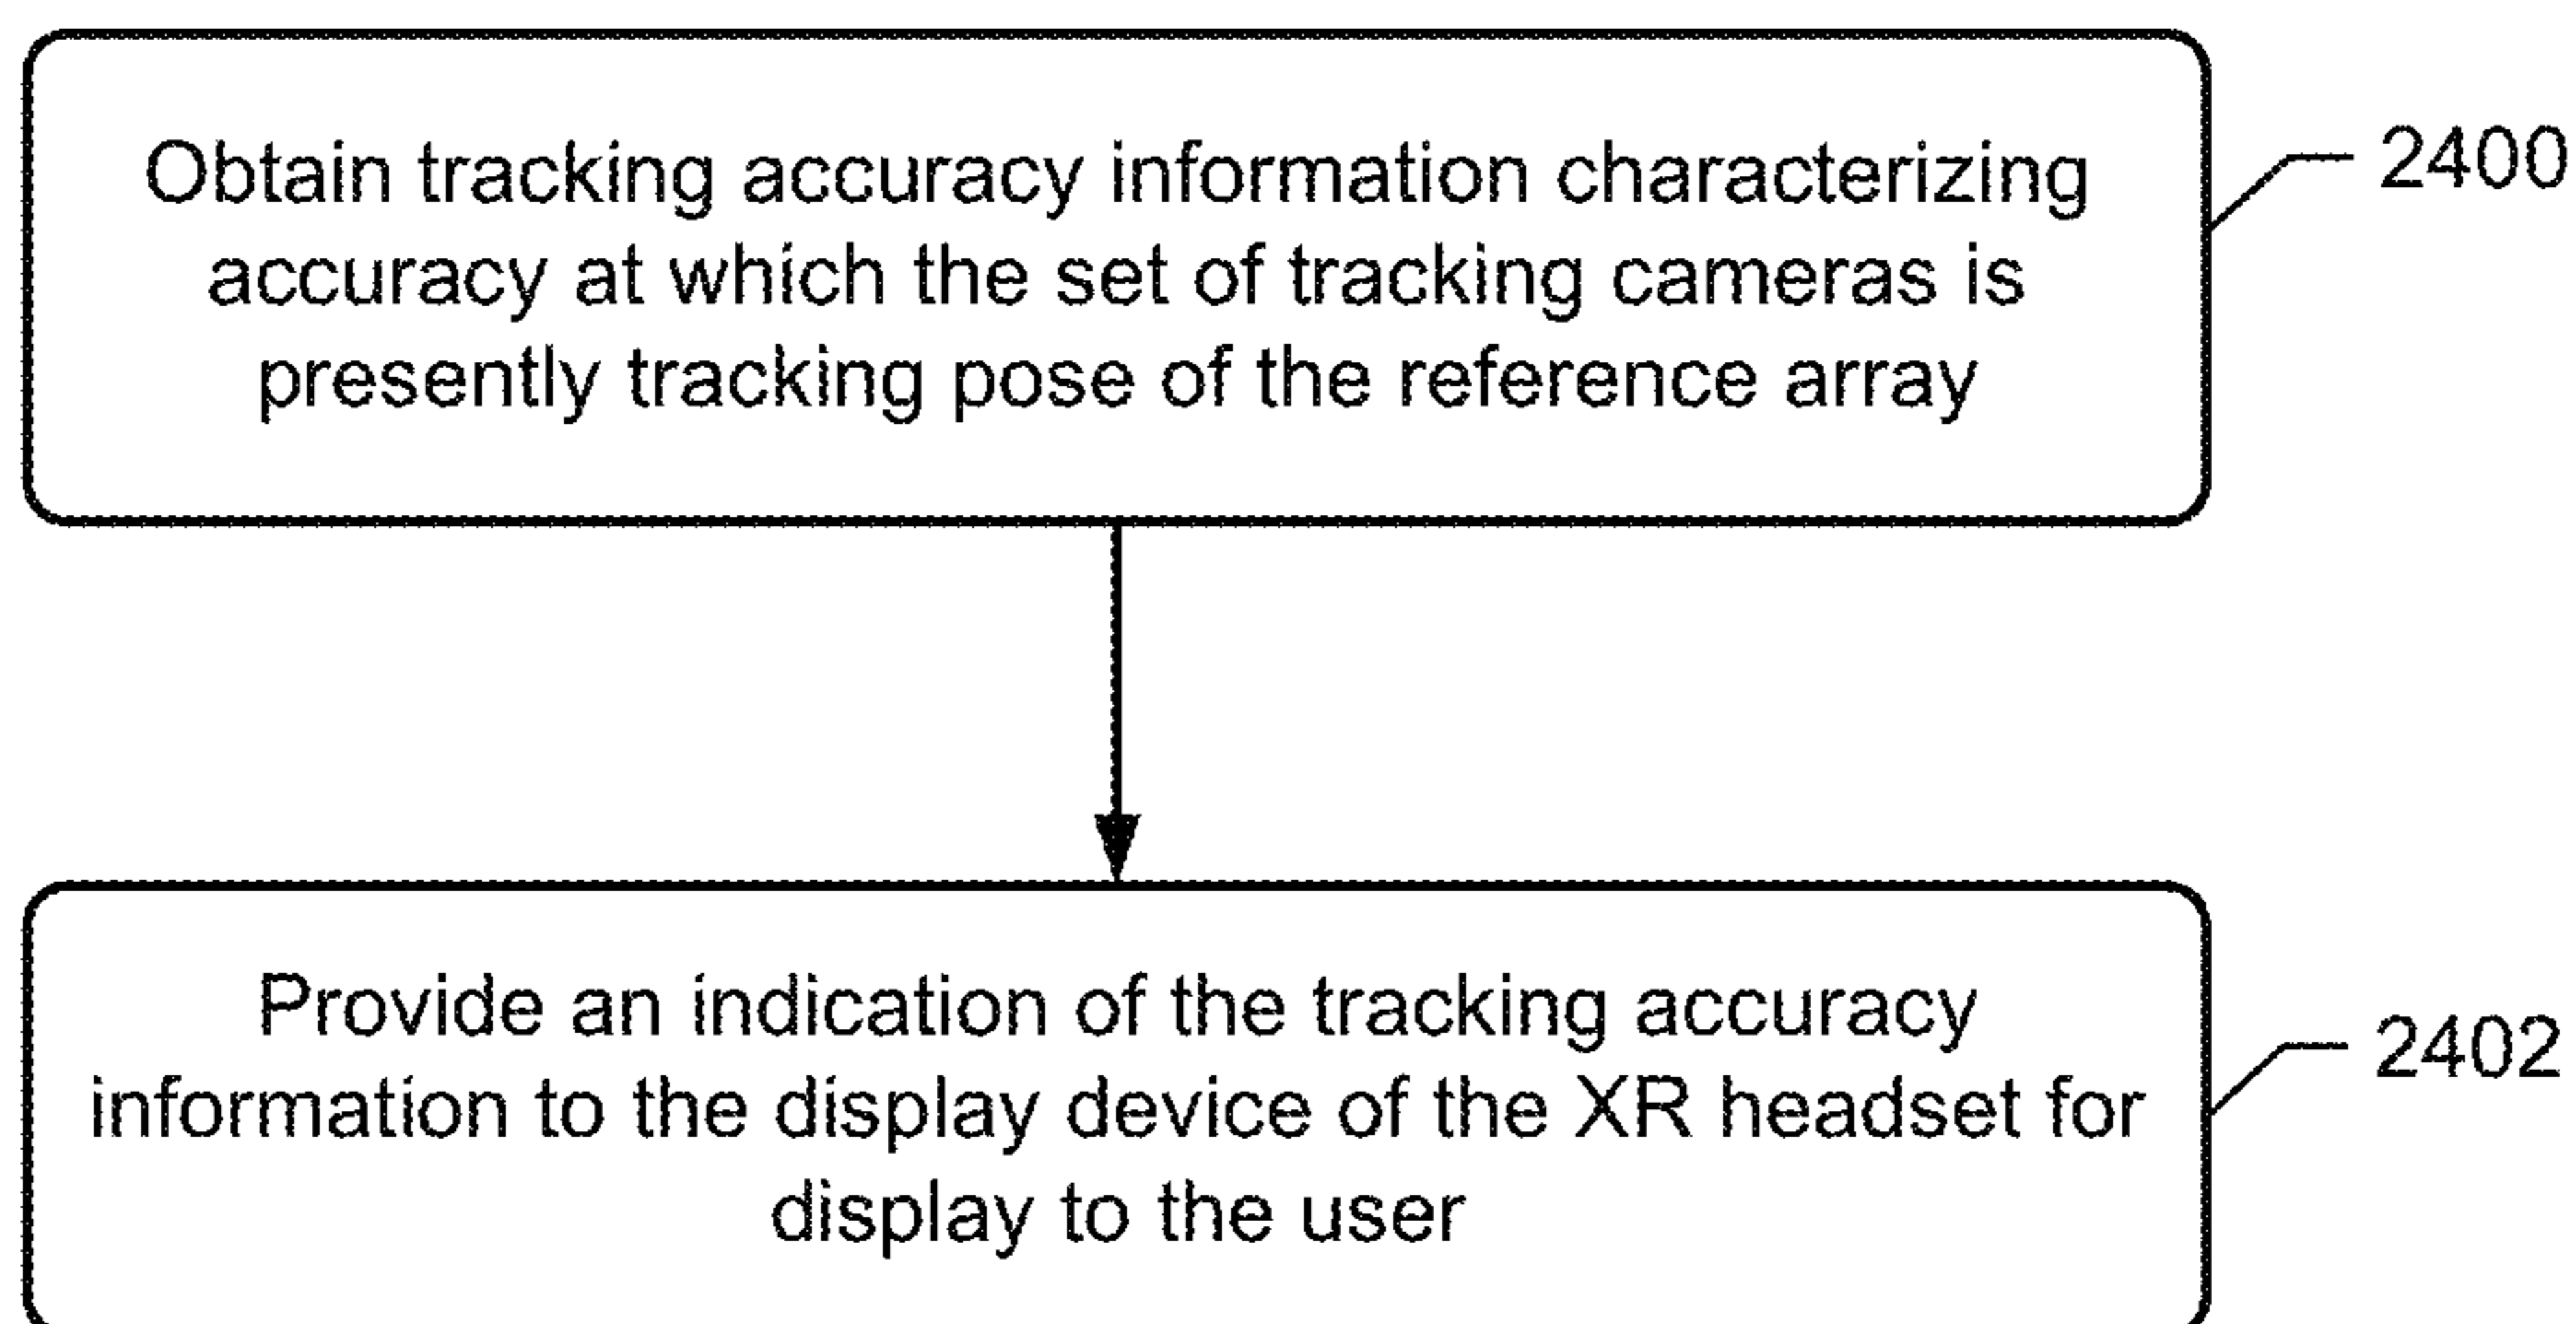 Obtain tracking accuracy information characterizing
accuracy at which the set of tracking cameras is
presently tracking pose of the reference array
2400
Provide an indication of the tracking accuracy
information to the display device of the XR headset for
display to the user
2402